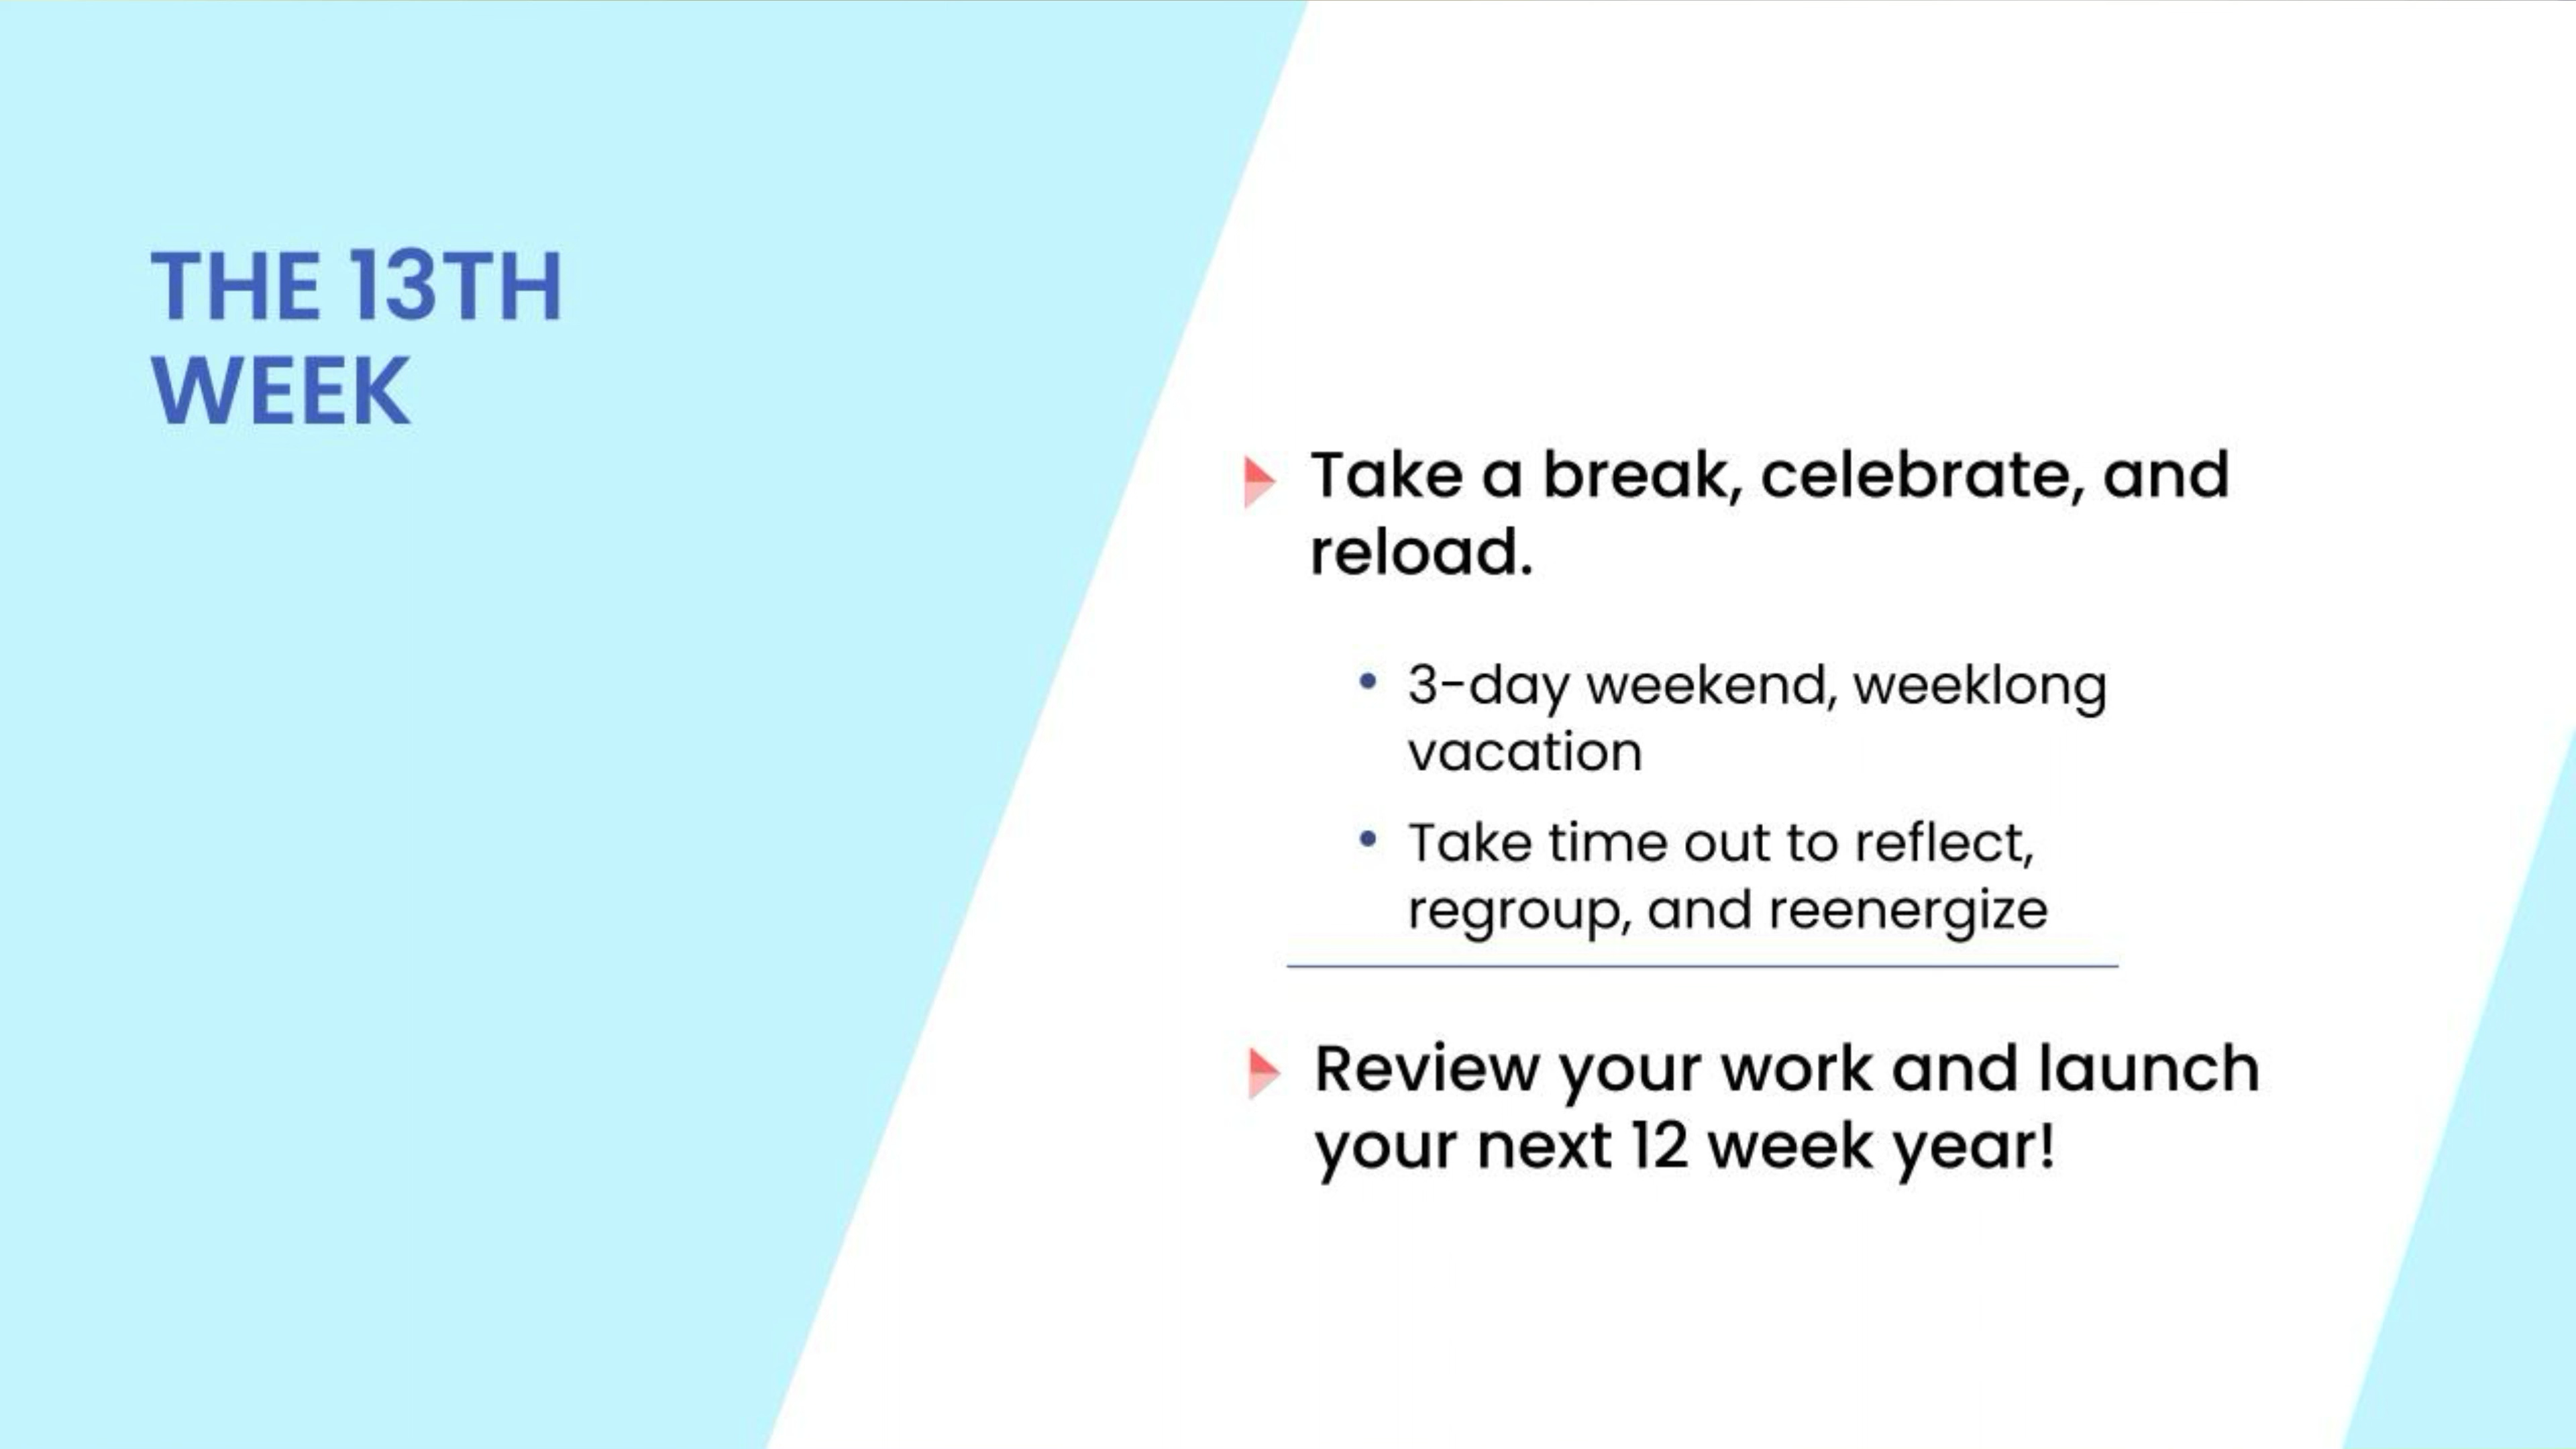 THE 13TH
WEEK
Take a break, celebrate, and
reload.
3-day weekend, weeklong
vacation
Take time out to reflect,
regroup, and reenergize
Review your work and launch
your next 12 week year!